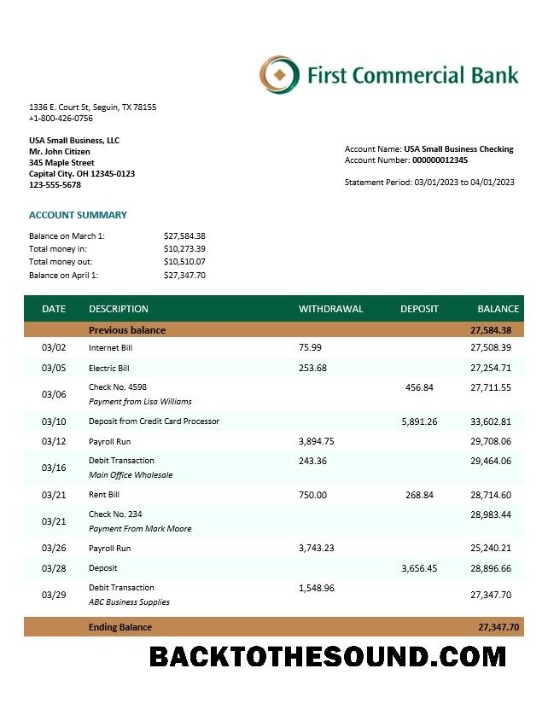 First Commercial Bank
1336 E. Court St, Seguin, TX 78155
+1-800-426-0756
USA Small Business, LLC
Mr. John Citizen
345 Maple Street
Capital City. OH 12345-0123
123-555-5678
Account Name: USA Small Business Checking
Account Number: 000000012345
Statement Period: 03/01/2023 to 04/01/2023
ACCOUNT SUMMARY
Balance on March 1: $27,584.38
Total money in: $10,273.39
Total money out: $10,510.07
Balance on April 1: $27,347.70
DATE DESCRIPTION WITHDRAWAL DEPOSIT BALANCE
Previous balance 27,584.38
03/02 Internet Bill 75.99 27,508.39
03/05 Electric Bill 253.68 27,254.71
03/06 Check No. 4598 456.84 27,711.55
Payment from Lisa Williams
03/10 Deposit from Credit Card Processor 5,891.26 33,602.81
03/12 Payroll Run 3,894.75 29,708.06
03/16 Debit Transaction 243.36 29,464.06
Main Office Wholesale
03/21 Rent Bill 750.00 268.84 28,714.60
03/21 Check No. 234 28,983.44
Payment From Mark Moore
03/26 Payroll Run 3,743.23 25,240.21
03/28 Deposit 3,656.45 28,896.66
03/29 Debit Transaction 1,548.96 27,347.70
ABC Business Supplies
Ending Balance 27,347.70
BACKTOTHESOUND.COM